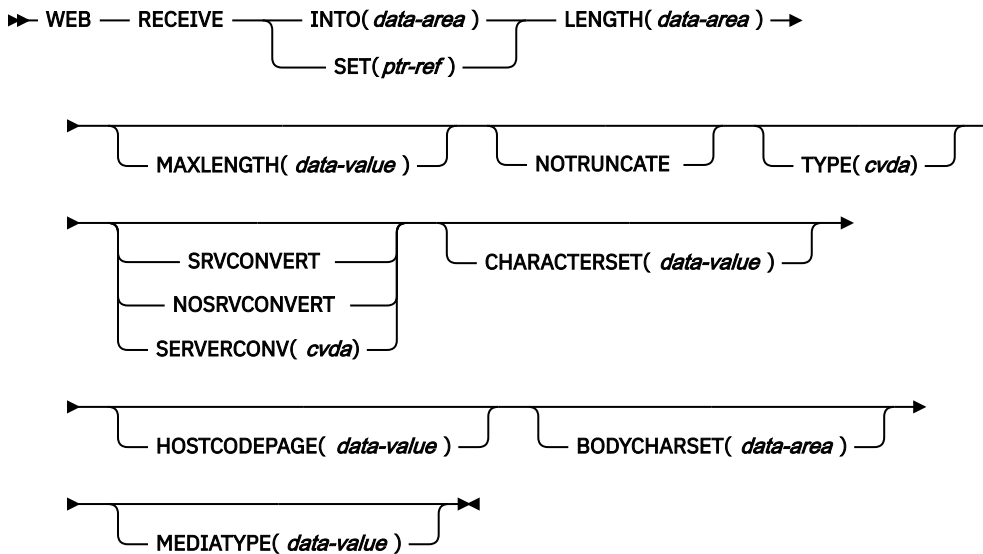 WEB RECEIVE INTO( data-area ) LENGTH( data-area )
SET( ptr-ref )
MAXLENGTH( data-value ) NOTRUNCATE TYPE( cvda)
SRVCONVERT CHARACTERSET( data-value )
NOSRVCONVERT
SERVERCONV( cvda)
HOSTCODEPAGE( data-value ) BODYCHARSET( data-area )
MEDIATYPE( data-value )